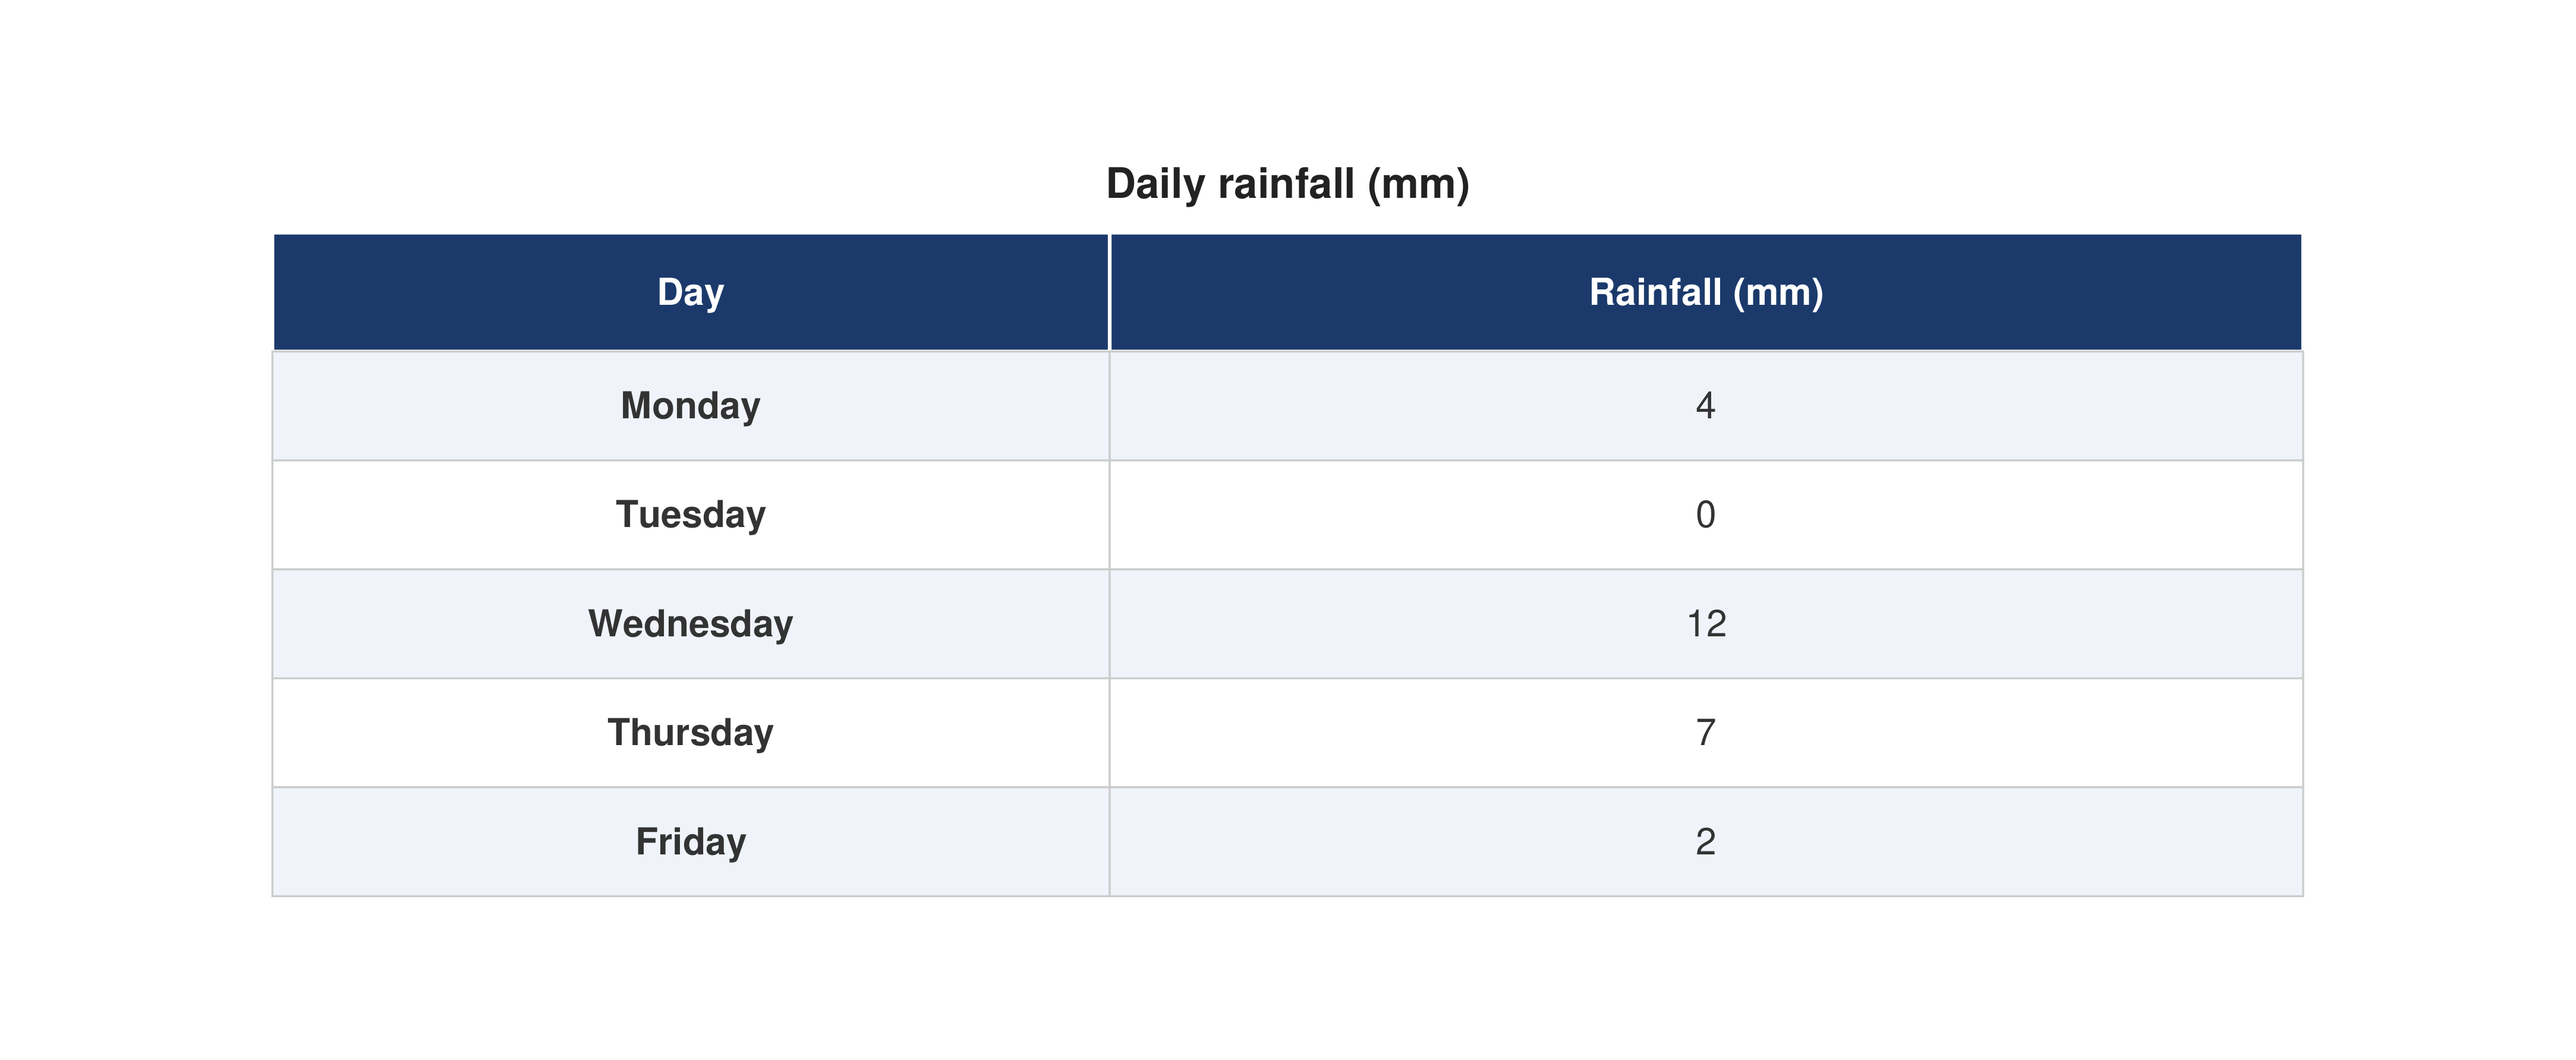 Daily rainfall (mm)
Day Rainfall (mm)
Monday 4
Tuesday 0
Wednesday 12
Thursday 7
Friday 2